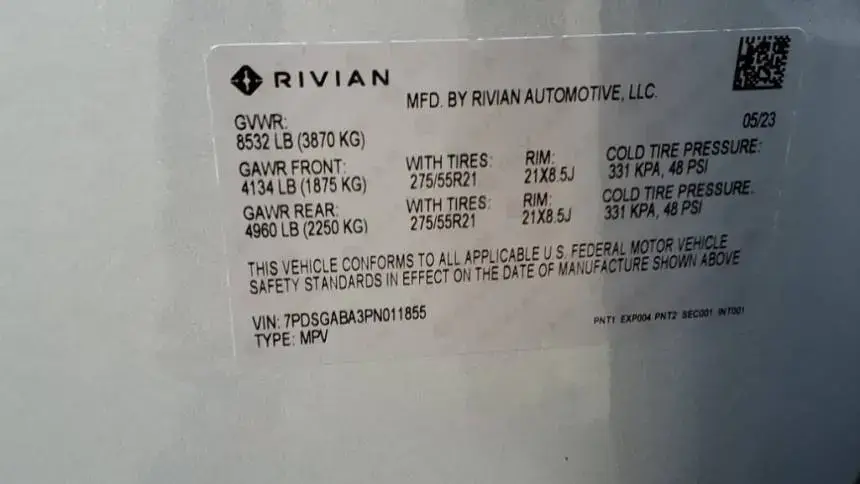 RIVIAN
MFD. BY RIVIAN AUTOMOTIVE, LLC.
05/23
GVWR:
8532 LB (3870 KG)
GAWR FRONT: WITH TIRES: RIM: COLD TIRE PRESSURE:
4134 LB (1875 KG) 275/55R21 21X8.5J 331 KPA, 48 PSI
GAWR REAR: WITH TIRES: RIM: COLD TIRE PRESSURE.
4960 LB (2250 KG) 275/55R21 21X8.5J 331 KPA, 48 PSI
THIS VEHICLE CONFORMS TO ALL APPLICABLE U.S. FEDERAL MOTOR VEHICLE
SAFETY STANDARDS IN EFFECT ON THE DATE OF MANUFACTURE SHOWN ABOVE
VIN: 7PDSGABA3PN011855
TYPE: MPV
PNT1 EXP004 PNT2 SEC001 INT001